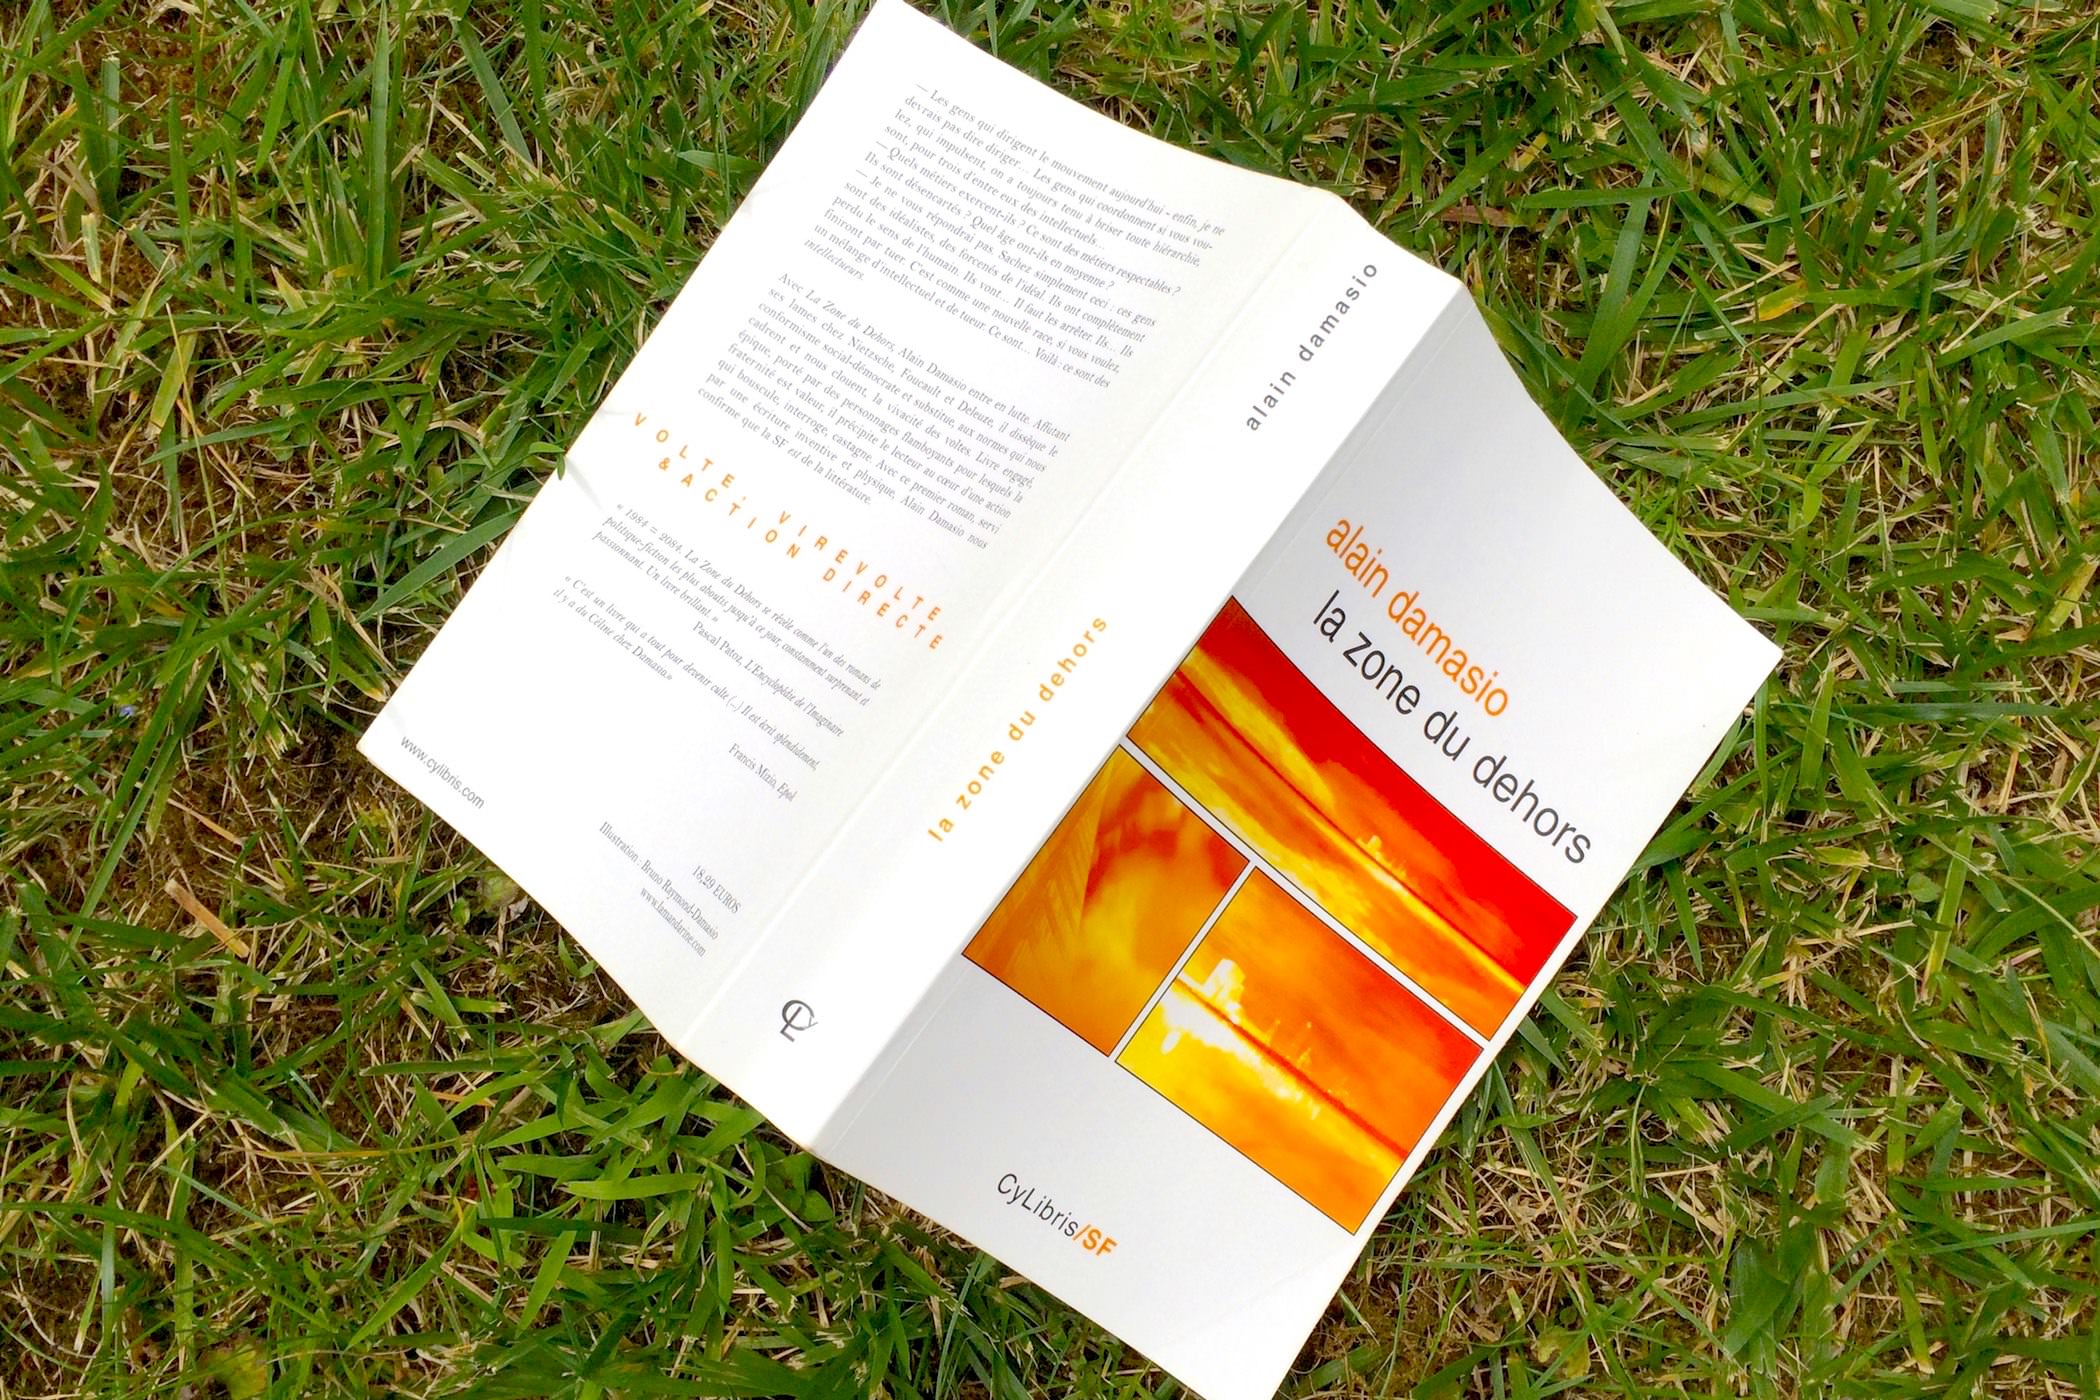 — Les gens qui dirigent le mouvement aujourd'hui - enfin, je ne
devrais pas dire diriger... Les gens qui coordonnent si vous vou-
lez, qui impulsent, on a toujours tenu à briser toute hiérarchie,
sont, pour trois d'entre eux des intellectuels...
— Quels métiers exercent-ils ? Ce sont des métiers respectables ?
Ils sont désencartés ? Quel âge ont-ils en moyenne ?
— Je ne vous répondrai pas. Sachez simplement ceci : ces gens
sont des idéalistes, des forcenés de l'idéal. Ils ont complètement
perdu le sens de l'humain. Ils vont... Il faut les arrêter. Ils... Ils
finiront par tuer. C'est comme une nouvelle race, si vous voulez,
un mélange d'intellectuel et de tueur. Ce sont... Voilà : ce sont des
intellectueurs.
Avec La Zone du Dehors, Alain Damasio entre en lutte. Affûtant
ses lames chez Nietzsche, Foucault et Deleuze, il dissèque le
conformisme social-démocrate et substitue, aux normes qui nous
cadrent et nous clouent, la vivacité des voltes. Livre engagé,
épique, porté par des personnages flamboyants pour lesquels la
fraternité est valeur, il précipite le lecteur au cœur d'une action
qui bouscule, interroge, castagne. Avec ce premier roman, servi
par une écriture inventive et physique, Alain Damasio nous
confirme que la SF est de la littérature.
VOLTE, VIREVOLTE
& ACTION DIRECTE
« 1984 = 2084. La Zone du Dehors se révèle comme l'un des romans de
politique-fiction les plus aboutis jusqu'à ce jour, constamment surprenant et
passionnant. Un livre brillant. »
Pascal Patoz, L'Encyclopédie de l'Imaginaire
« C'est un livre qui a tout pour devenir culte (...) Il est écrit splendidement,
il y a du Céline chez Damasio.»
Francis Mizio, Epod
www.cylibris.com
18,29 EUROS
Illustration : Bruno Raymond-Damasio
www.lamandarine.com
alain damasio
la zone du dehors
CLy
alain damasio
la zone du dehors
CyLibris/SF